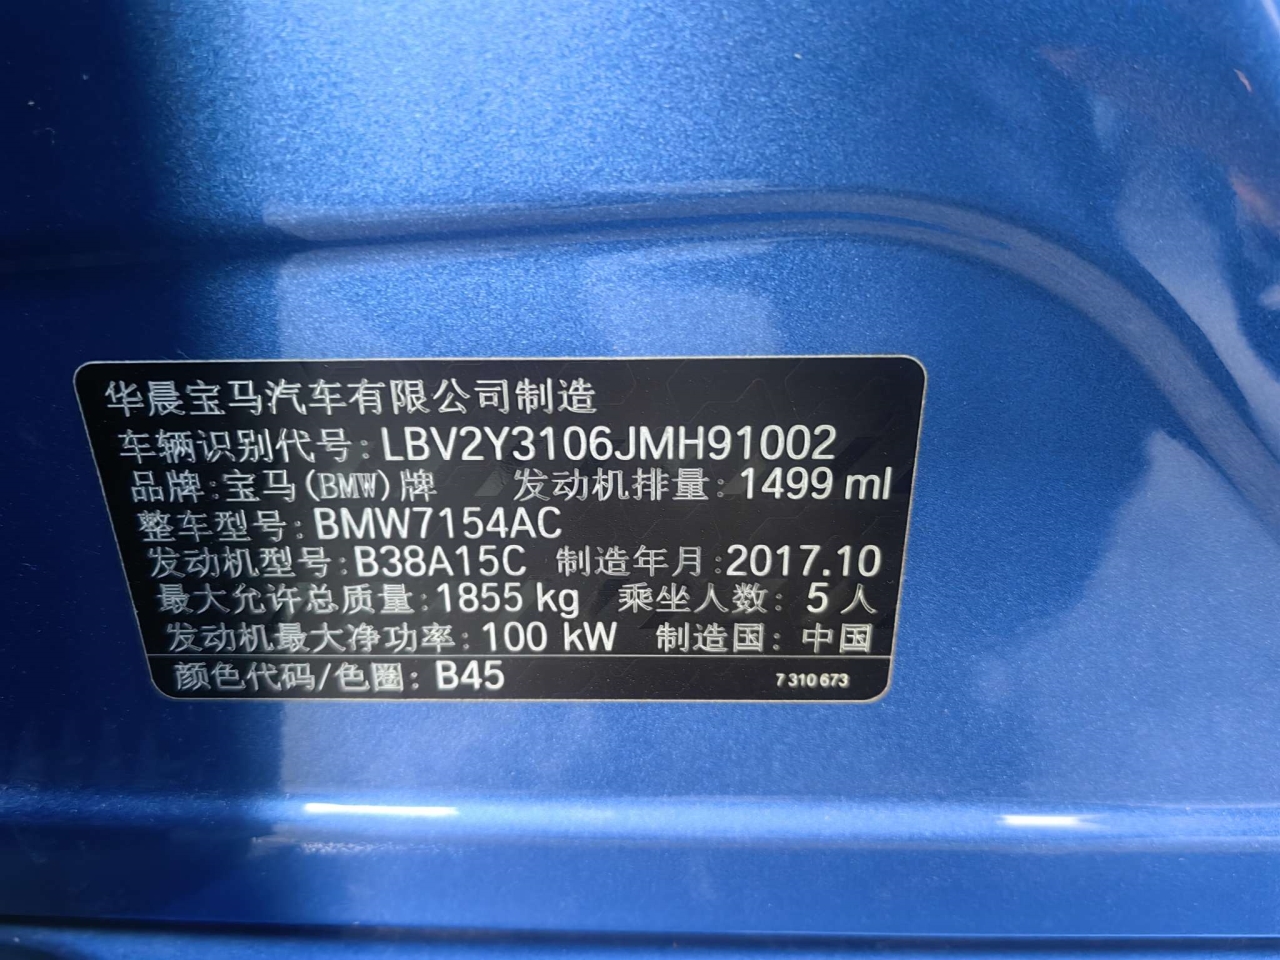 华晨宝马汽车有限公司制造
车辆识别代号:LBV2Y3106JMH91002
品牌:宝马(BMW)牌 发动机排量:1499 ml
整车型号:BMW7154AC
发动机型号:B38A15C 制造年月:2017.10
最大允许总质量:1855 kg 乘坐人数:5人
发动机最大净功率:100 kW 制造国:中国
颜色代码/色圈:B45 7 310 673